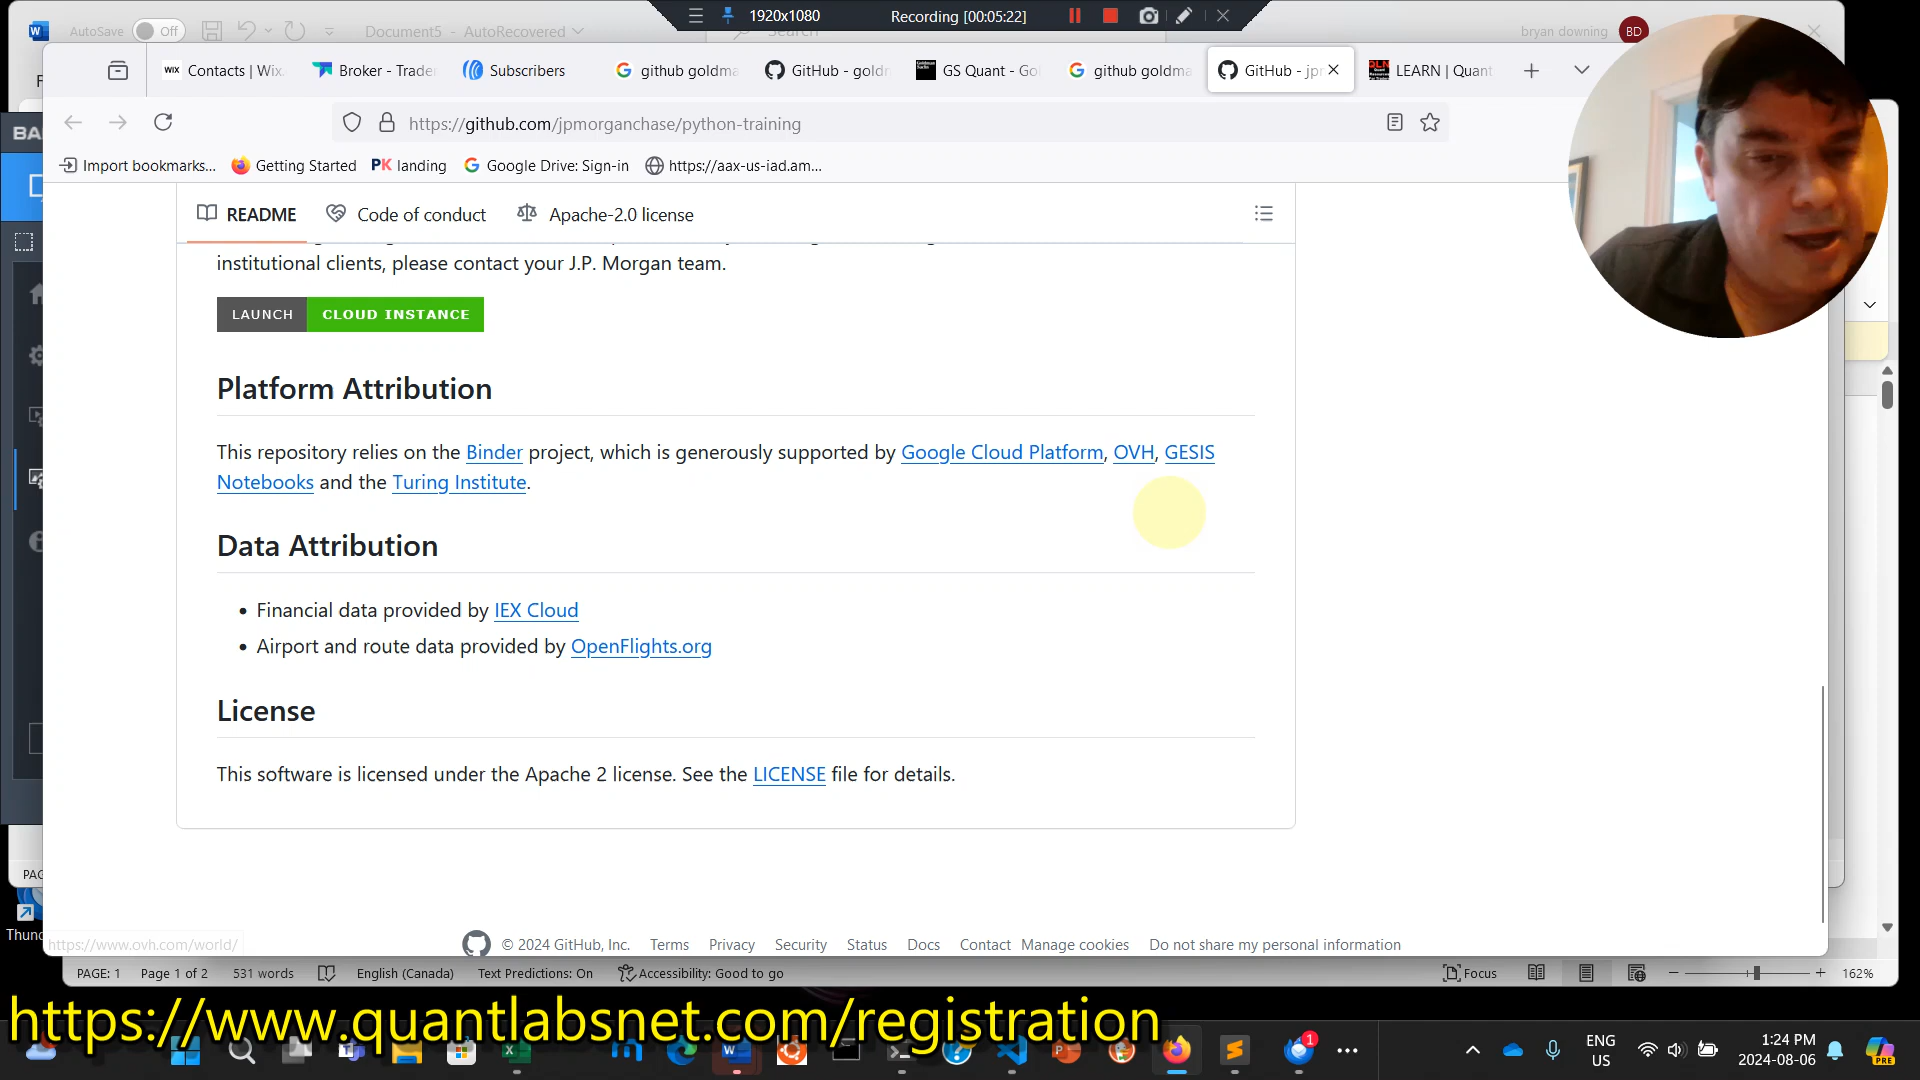 1920x1080
Recording [00:05:22]
AutoSave
Off
Document5 - AutoRecovered
Search
bryan downing
BD
Contacts | Wix.
Broker - Trade
Subscribers
github goldm
GitHub - gold
GS Quant - Go
github goldma
GitHub - jp
LEARN | Quant
https://github.com/jpmorganchase/python-training
Import bookmarks...
Getting Started
PK landing
Google Drive: Sign-in
https://aax-us-iad.am...
README
Code of conduct
Apache-2.0 license
institutional clients, please contact your J.P. Morgan team.
LAUNCH CLOUD INSTANCE
Platform Attribution
This repository relies on the Binder project, which is generously supported by Google Cloud Platform, OVH, GESIS
Notebooks and the Turing Institute.
Data Attribution
• Financial data provided by IEX Cloud
• Airport and route data provided by OpenFlights.org
License
This software is licensed under the Apache 2 license. See the LICENSE file for details.
https://www.ovh.com/world/
© 2024 GitHub, Inc.
Terms
Privacy
Security
Status
Docs
Contact
Manage cookies
Do not share my personal information
PAGE: 1
Page 1 of 2
531 words
English (Canada)
Text Predictions: On
Accessibility: Good to go
Focus
162%
https://www.quantlabsnet.com/registration
ENG
US
1:24 PM
2024-08-06